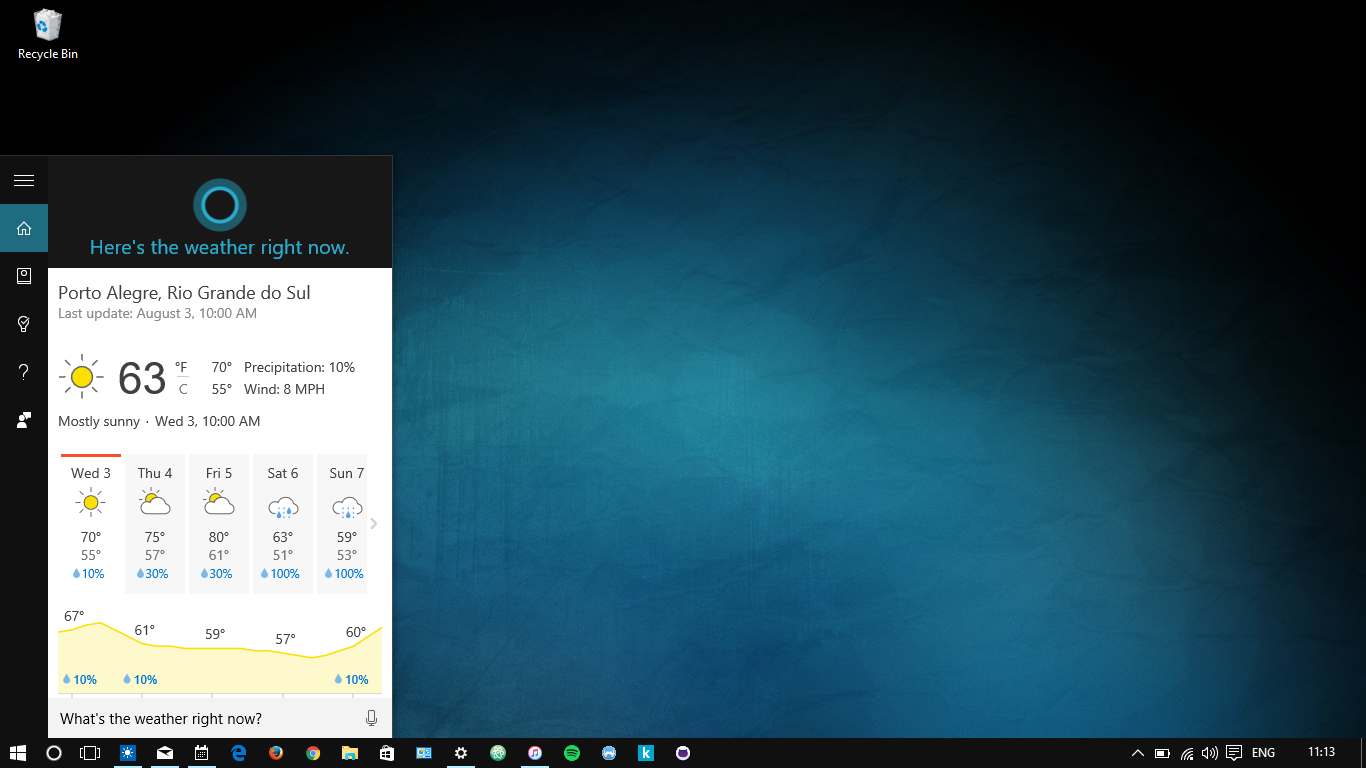 Recycle Bin
Here's the weather right now.
Porto Alegre, Rio Grande do Sul
Last update: August 3, 10:00 AM
63 °F 70° Precipitation: 10%
C 55° Wind: 8 MPH
Mostly sunny · Wed 3, 10:00 AM
Wed 3 Thu 4 Fri 5 Sat 6 Sun 7
70° 75° 80° 63° 59°
55° 57° 61° 51° 53°
10% 30% 30% 100% 100%
67° 61° 59° 57° 60°
10% 10% 10%
What's the weather right now?
ENG 11:13